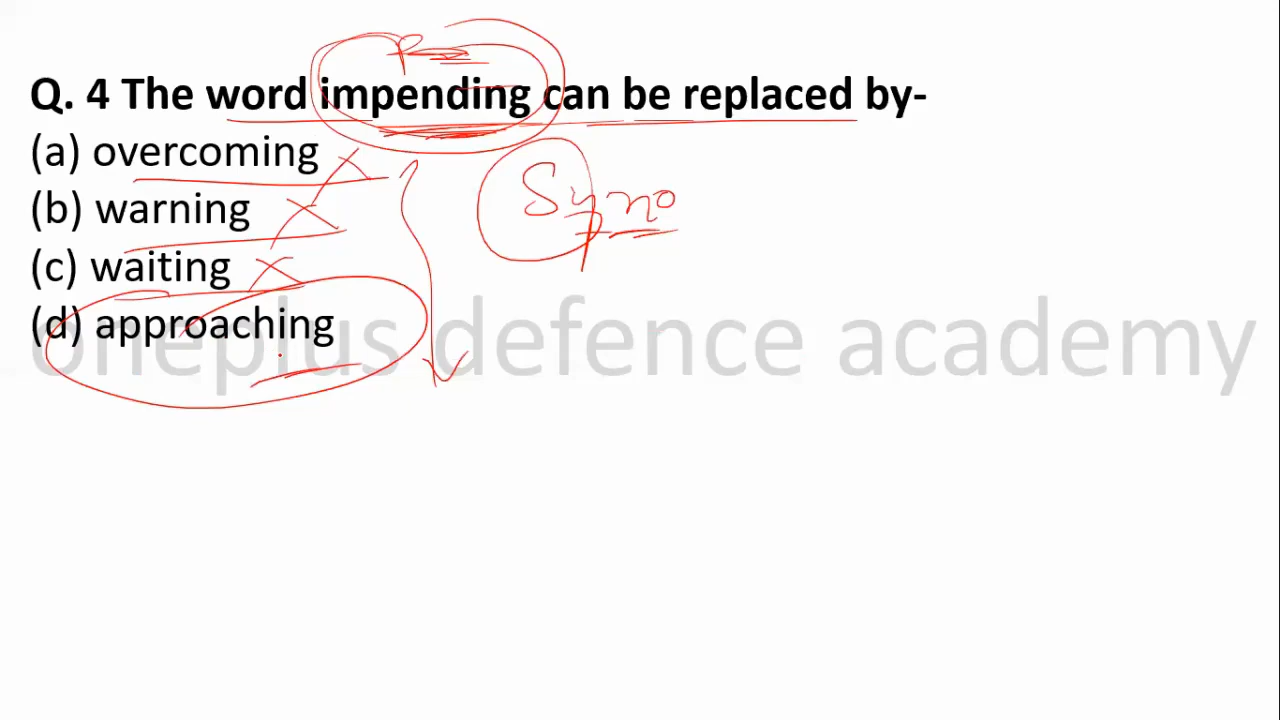 Q. 4 The word impending can be replaced by-
(a) overcoming
(b) warning
(c) waiting
(d) approaching
Syno
oneplus defence academy